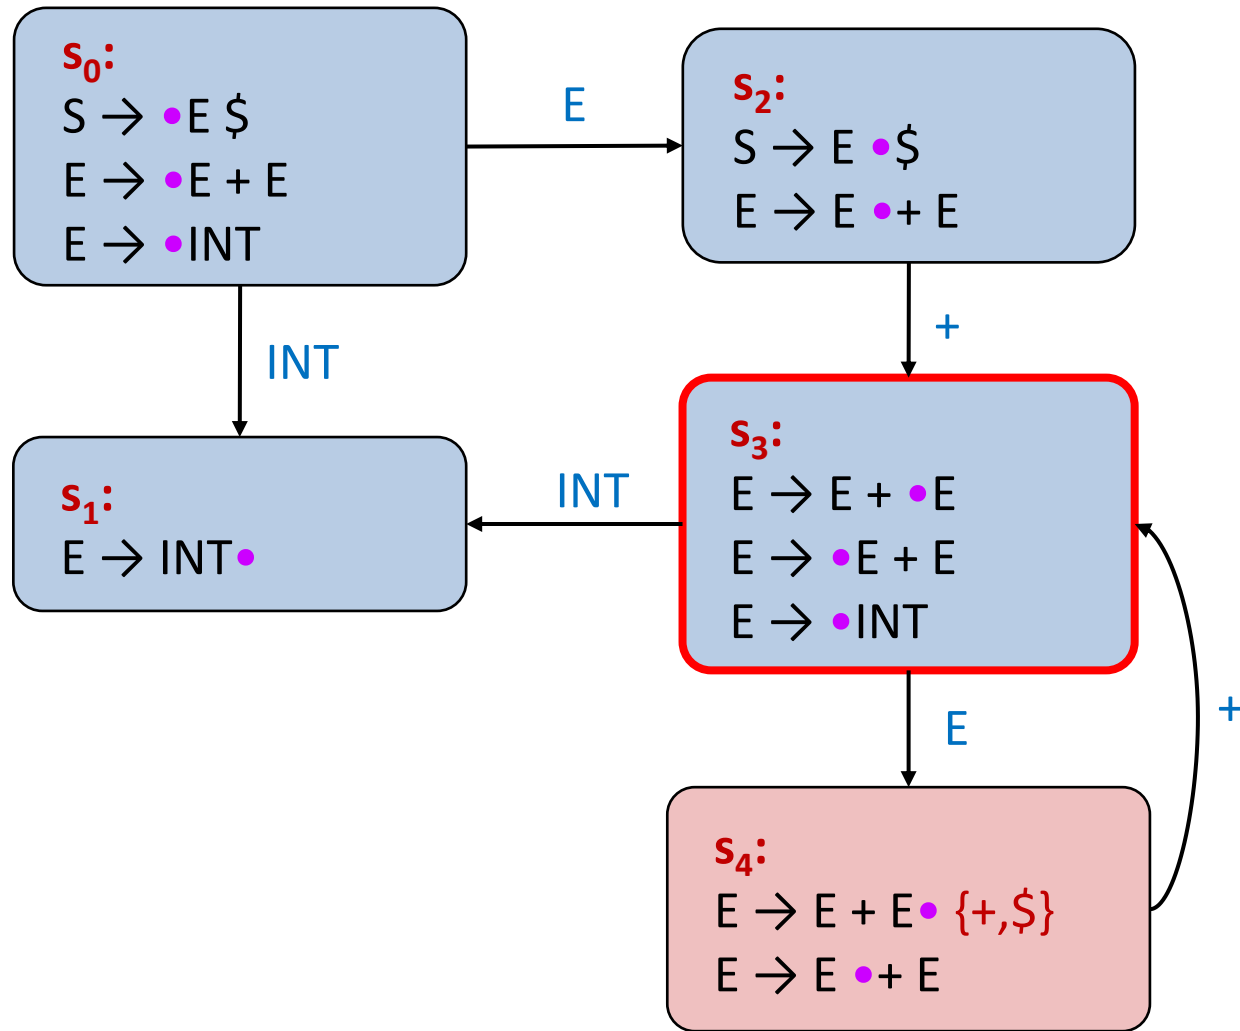 s₀:
S → •E $
E → •E + E
E → •INT
E
s₂:
S → E •$
E → E •+ E
INT
+
s₁:
E → INT•
INT
s₃:
E → E + •E
E → •E + E
E → •INT
E
+
s₄:
E → E + E• {+,$}
E → E •+ E